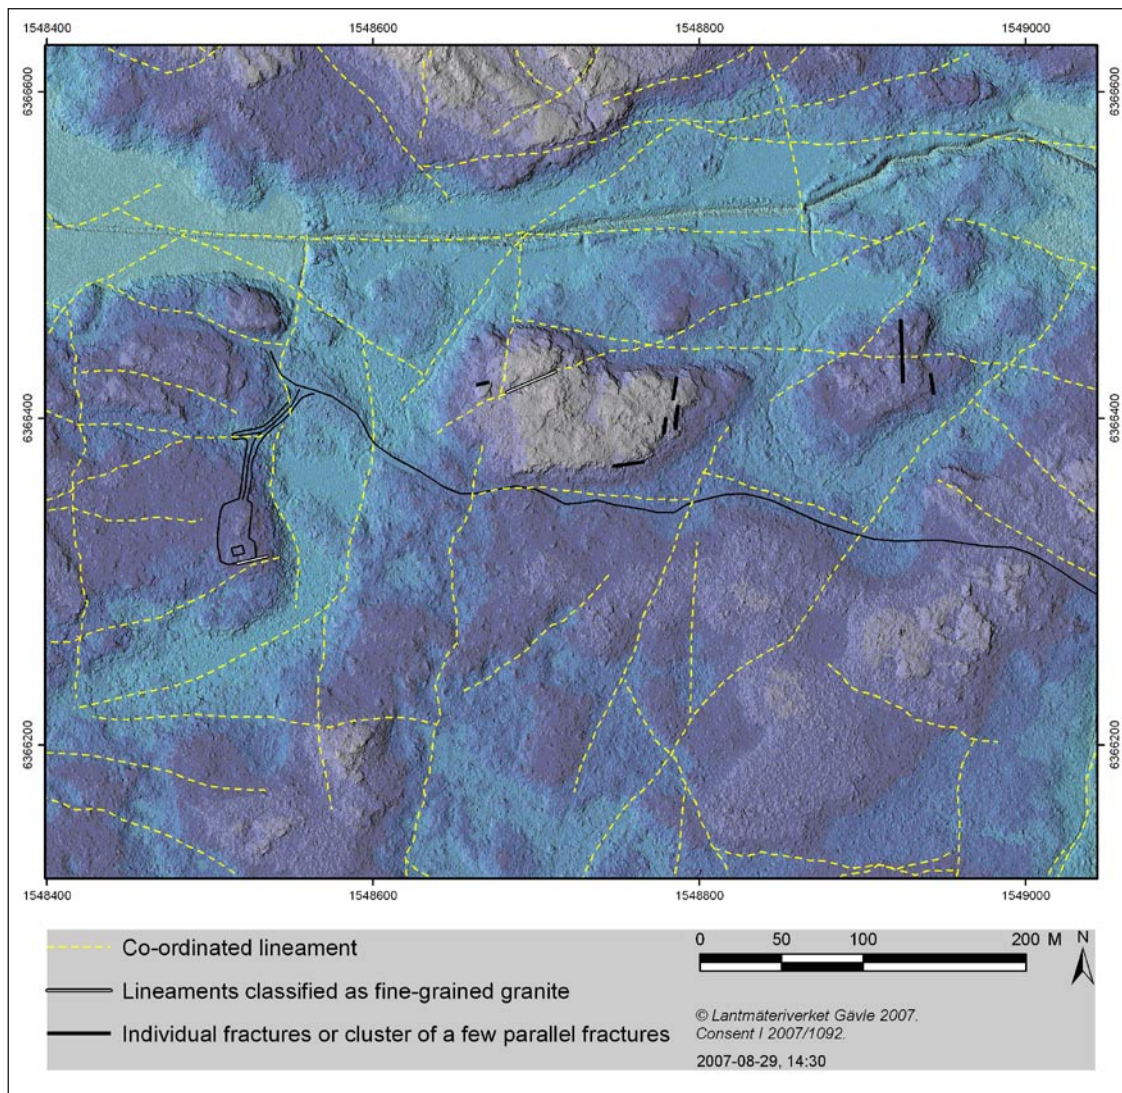 1548400 1548600 1548800 1549000
6366600 6366600
6366400 6366400
6366200 6366200
1548400 1548600 1548800 1549000
Co-ordinated lineament
Lineaments classified as fine-grained granite
Individual fractures or cluster of a few parallel fractures
0 50 100 200 M N
© Lantmäteriverket Gävle 2007.
Consent I 2007/1092.
2007-08-29, 14:30